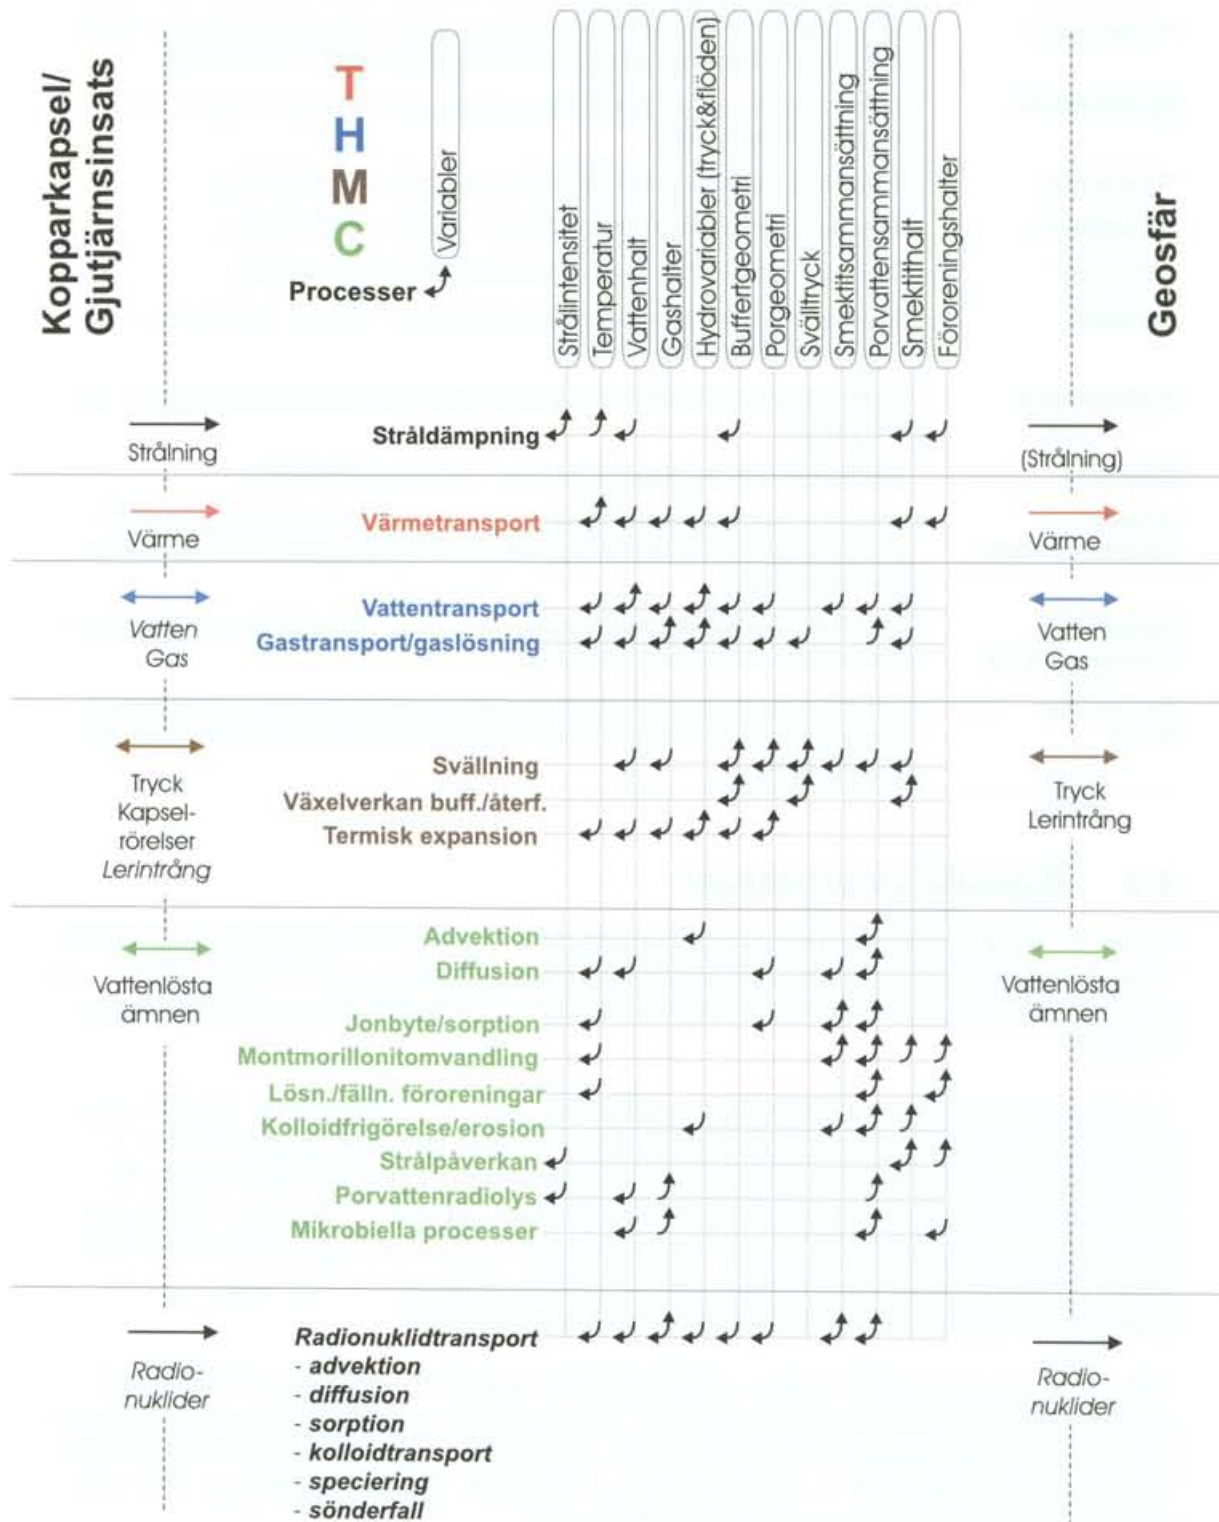 Kopparkapsel/
Gjutjärnsinsats
T
H
M
C
Processer
Variabler
Strålintensitet
Temperatur
Vattenhalt
Gashalter
Hydrovariabler (tryck&flöden)
Buffertgeometri
Porgeometri
Svälltryck
Smektitsammansättning
Porvattensammansättning
Smektithalt
Föroreningshalter
Geosfär
Strålning
Stråldämpning
(Strålning)
Värme
Värmetransport
Värme
Vatten
Gas
Vattentransport
Gastransport/gaslösning
Vatten
Gas
Tryck
Kapsel-
rörelser
Lerintrång
Svällning
Växelverkan buff./återf.
Termisk expansion
Tryck
Lerintrång
Vattenlösta
ämnen
Advektion
Diffusion
Jonbyte/sorption
Montmorillonitomvandling
Lösn./fälln. föroreningar
Kolloidfrigörelse/erosion
Strålpåverkan
Porvattenradiolys
Mikrobiella processer
Vattenlösta
ämnen
Radio-
nuklider
Radionuklidtransport
- advektion
- diffusion
- sorption
- kolloidtransport
- speciering
- sönderfall
Radio-
nuklider